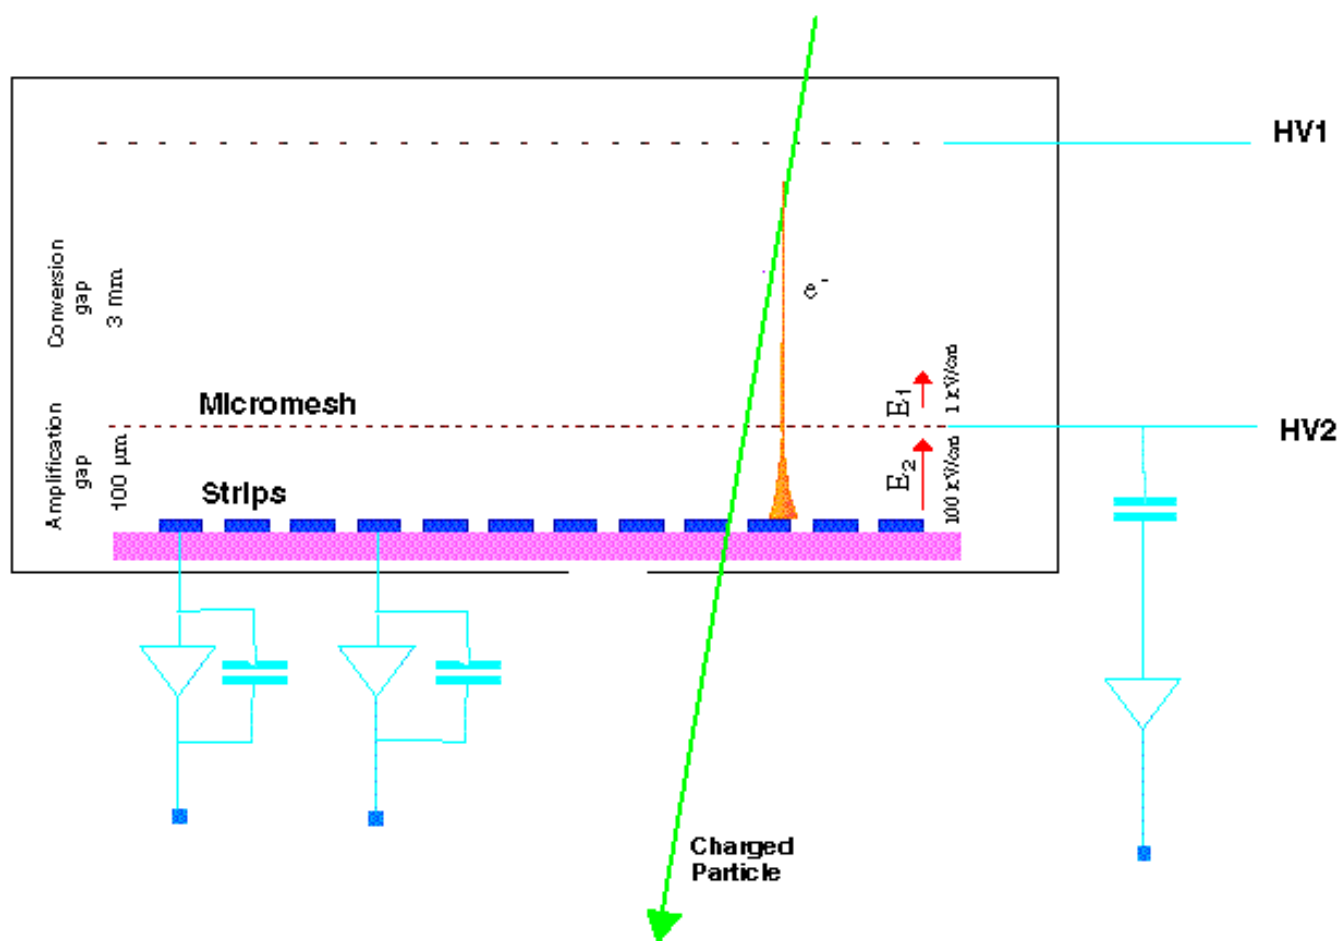 HV1
Conversion
gap
3 mm
e-
E1
1 kV/cm
Micromesh
HV2
Amplification
gap
100 µm
E2
100 kV/cm
Strips
Charged
Particle